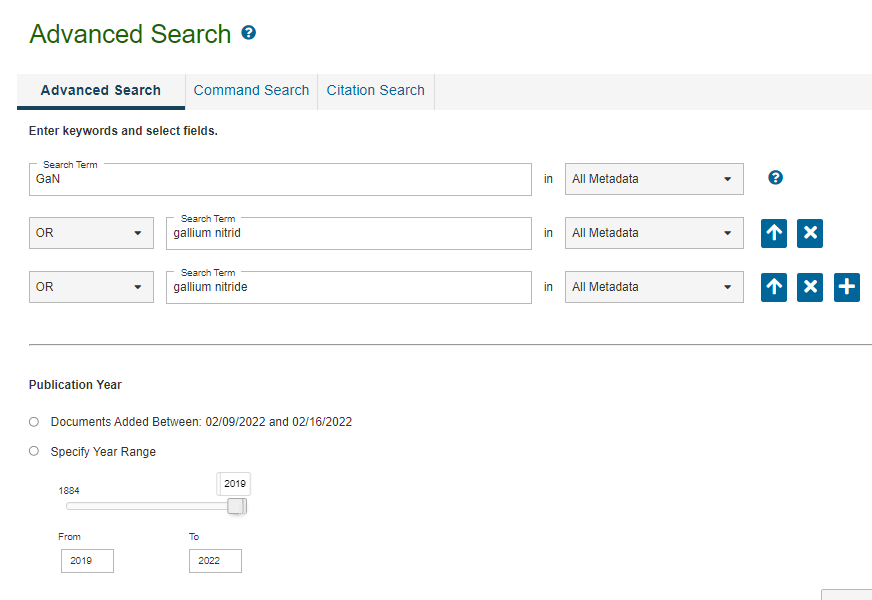 Advanced Search ?
Advanced Search Command Search Citation Search
Enter keywords and select fields.
Search Term
GaN in All Metadata ?
Search Term
OR gallium nitrid in All Metadata
Search Term
OR gallium nitride in All Metadata
Publication Year
Documents Added Between: 02/09/2022 and 02/16/2022
Specify Year Range
2019
1884
From To
2019 2022